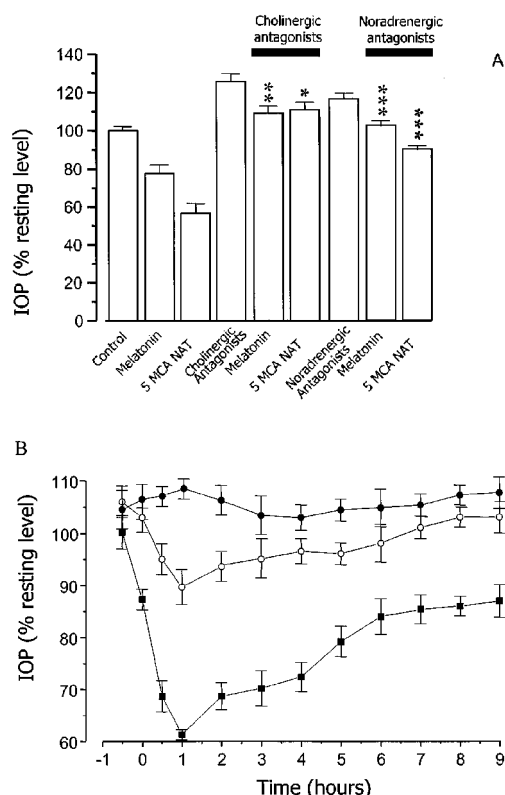 Cholinergic
antagonists
Noradrenergic
antagonists
A
IOP (% resting level)
140
120
100
80
60
40
20
0
**
*
***
***
Control
Melatonin
5 MCA NAT
Cholinergic
Antagonists
Melatonin
5 MCA NAT
Noradrenergic
Antagonists
Melatonin
5 MCA NAT
B
IOP (% resting level)
110
100
90
80
70
60
-1 0 1 2 3 4 5 6 7 8 9
Time (hours)